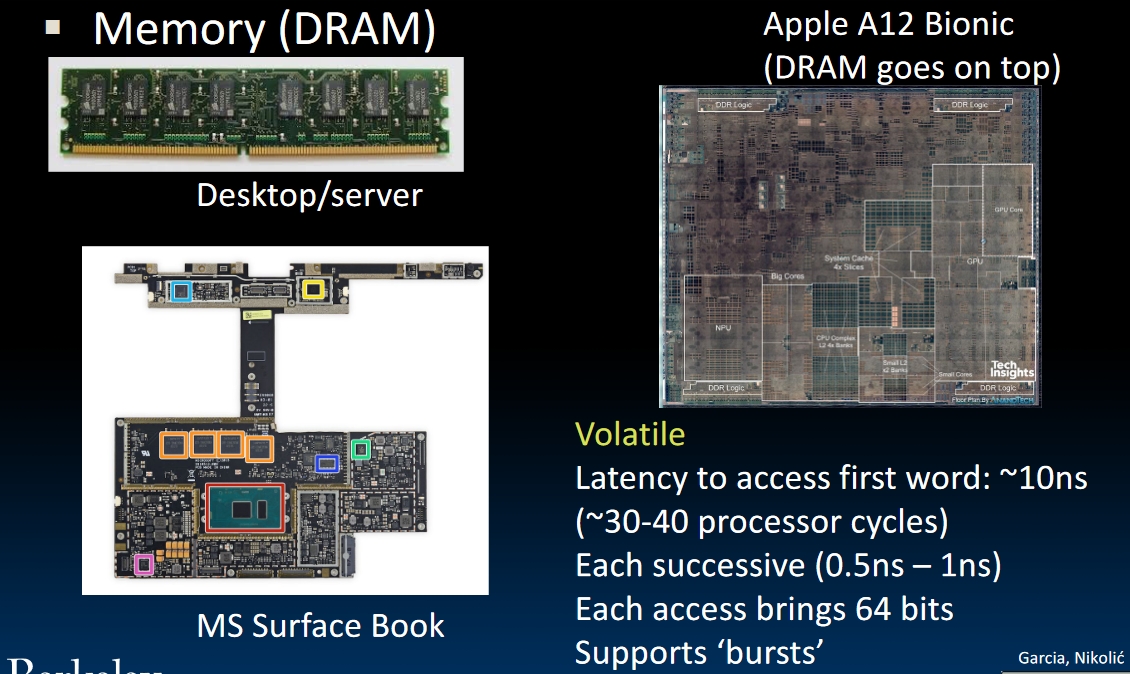 Memory (DRAM)
Desktop/server
MS Surface Book
Apple A12 Bionic
(DRAM goes on top)
DDR Logic
DDR Logic
GPU Core
System Cache
4x Slices
GPU
Big Cores
NPU
CPU Complex
L2 4x Banks
Small L2
x2 Banks
Small Cores
Tech
Insights
DDR Logic
DDR Logic
Floor Plan By ANANDTECH
Volatile
Latency to access first word: ~10ns
(~30-40 processor cycles)
Each successive (0.5ns – 1ns)
Each access brings 64 bits
Supports ‘bursts’
Berkeley
Garcia, Nikolić